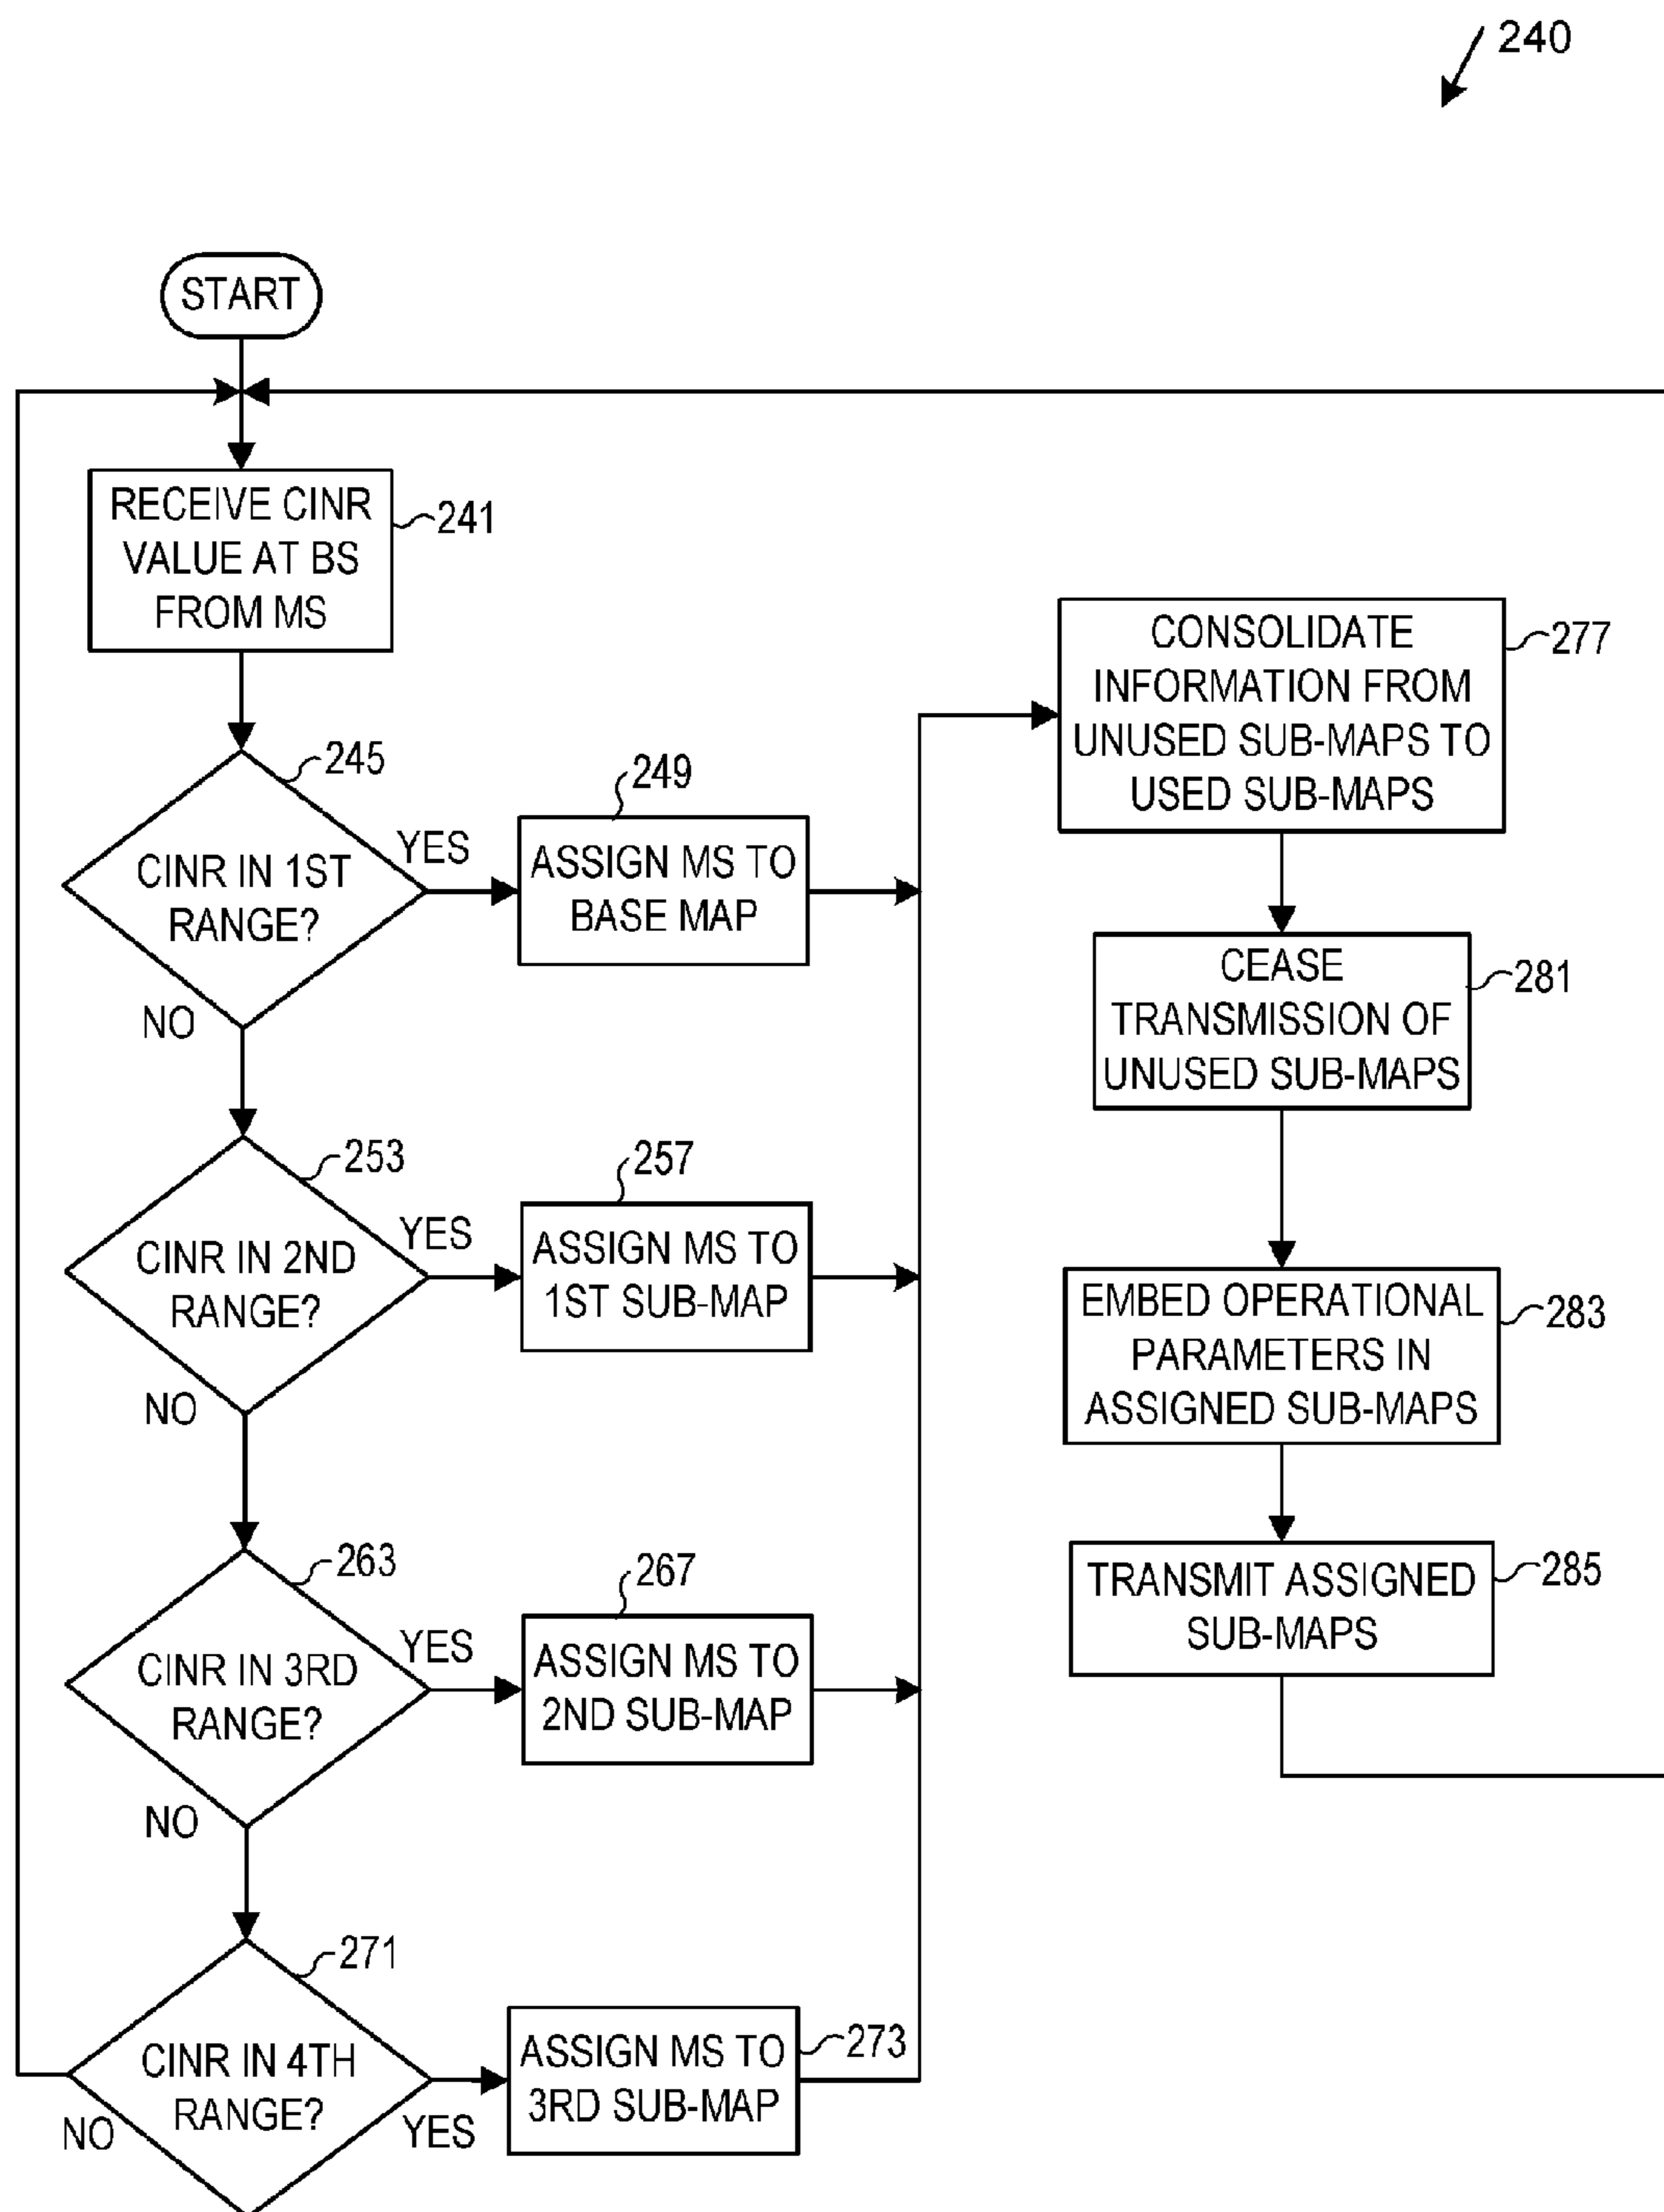 240
START
RECEIVE CINR
VALUE AT BS
FROM MS
241
245
CINR IN 1ST
RANGE?
YES
NO
249
ASSIGN MS TO
BASE MAP
253
CINR IN 2ND
RANGE?
YES
NO
257
ASSIGN MS TO
1ST SUB-MAP
263
CINR IN 3RD
RANGE?
YES
NO
267
ASSIGN MS TO
2ND SUB-MAP
271
CINR IN 4TH
RANGE?
NO
YES
ASSIGN MS TO
3RD SUB-MAP
273
CONSOLIDATE
INFORMATION FROM
UNUSED SUB-MAPS TO
USED SUB-MAPS
277
CEASE
TRANSMISSION OF
UNUSED SUB-MAPS
281
EMBED OPERATIONAL
PARAMETERS IN
ASSIGNED SUB-MAPS
283
TRANSMIT ASSIGNED
SUB-MAPS
285